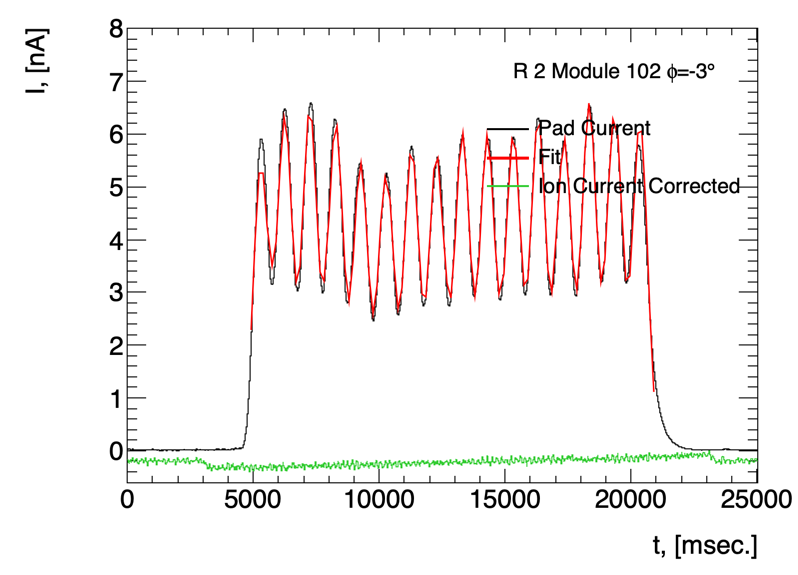 I, [nA]
8
7
6
5
4
3
2
1
0
R 2 Module 102 ϕ=-3°
Pad Current
Fit
Ion Current Corrected
0 5000 10000 15000 20000 25000
t, [msec.]